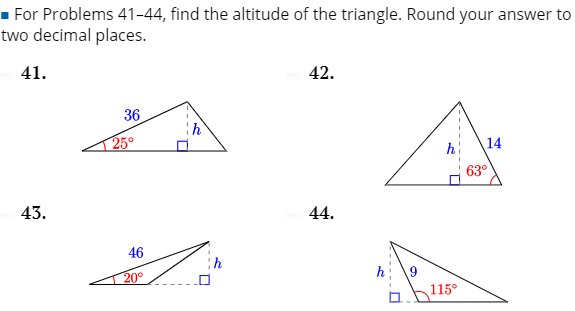 ▪ For Problems 41–44, find the altitude of the triangle. Round your answer to
two decimal places.
41.
36
h
25°
42.
h
14
63°
43.
46
h
20°
44.
h
9
115°